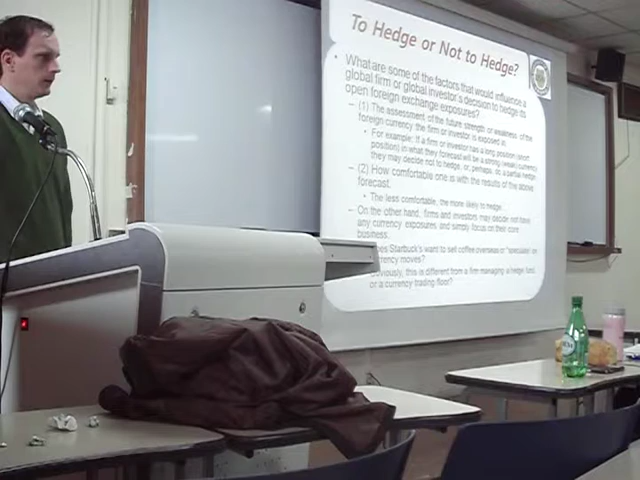 To Hedge or Not to Hedge?
• What are some of the factors that would influence a
global firm or global investor's decision to hedge its
open foreign exchange exposures?
– (1) The assessment of the future strength or weakness of the
foreign currency the firm or investor is exposed in.
• For example: If a firm or investor has a long position (short
position) in what they forecast will be a strong (weak) currency
they may decide not to hedge, or, perhaps, do a partial hedge
– (2) How comfortable one is with the results of the above
forecast.
• The less comfortable, the more likely to hedge.
– On the other hand, firms and investors may decide not have
any currency exposures and simply focus on their core
business.
Does Starbuck's want to set coffee overseas or "speculate" on
currency moves?
Obviously, this is different from a firm managing a hedge fund
or a currency trading floor?